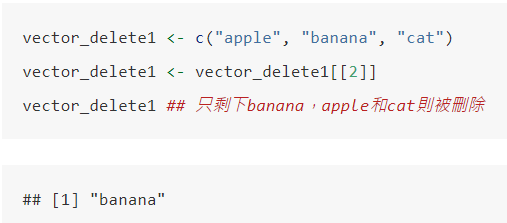 vector_delete1 <- c("apple", "banana", "cat")
vector_delete1 <- vector_delete1[[2]]
vector_delete1 ## 只剩下banana，apple和cat則被刪除
## [1] "banana"